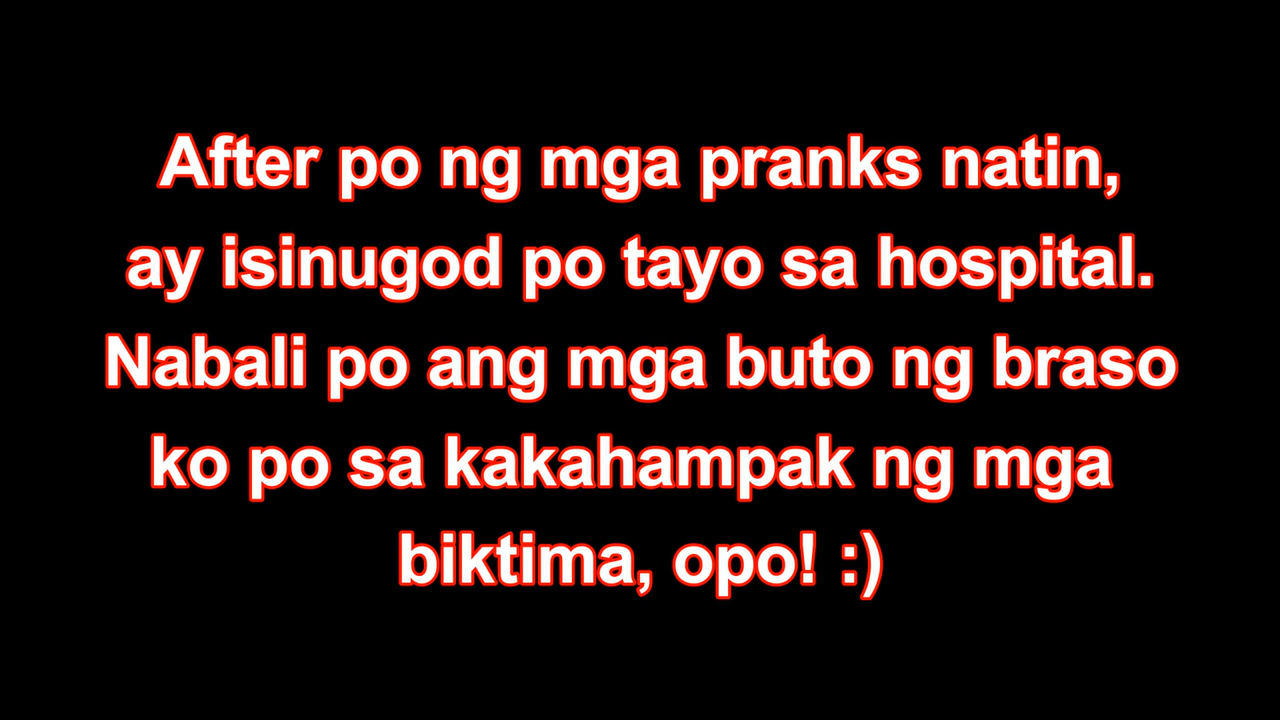 After po ng mga pranks natin,
ay isinugod po tayo sa hospital.
Nabali po ang mga buto ng braso
ko po sa kakahampak ng mga
biktima, opo! :)